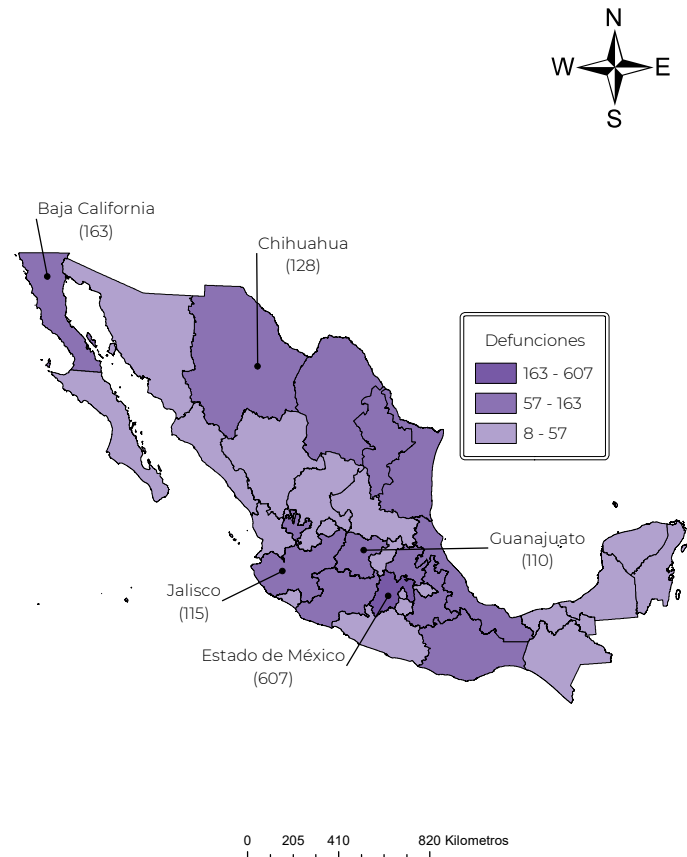 N
W E
S
Baja California
(163)
Chihuahua
(128)
Defunciones
163 - 607
57 - 163
8 - 57
Guanajuato
(110)
Jalisco
(115)
Estado de México
(607)
0 205 410 820 Kilometros